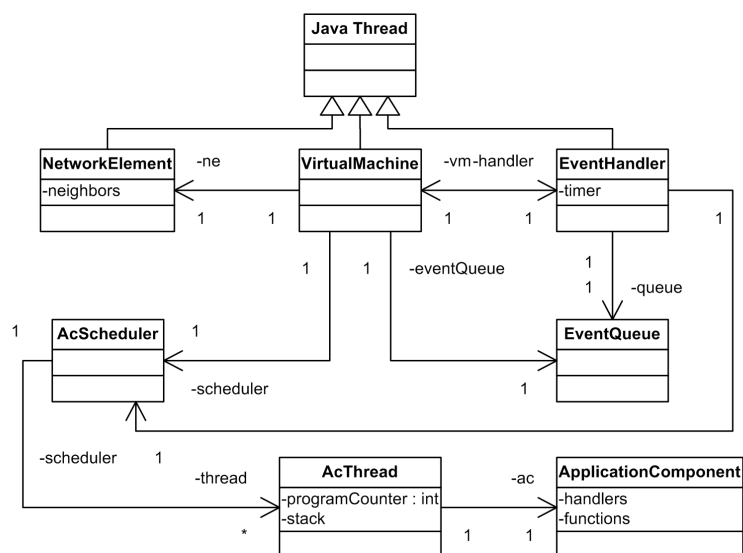 Java Thread
NetworkElement
-neighbors
-ne
1
1
VirtualMachine
-vm-handler
1
1
EventHandler
-timer
1
1
1
-eventQueue
1
1
-queue
1
AcScheduler
1
-scheduler
EventQueue
1
-scheduler
1
-thread
*
AcThread
-programCounter : int
-stack
-ac
1
1
ApplicationComponent
-handlers
-functions